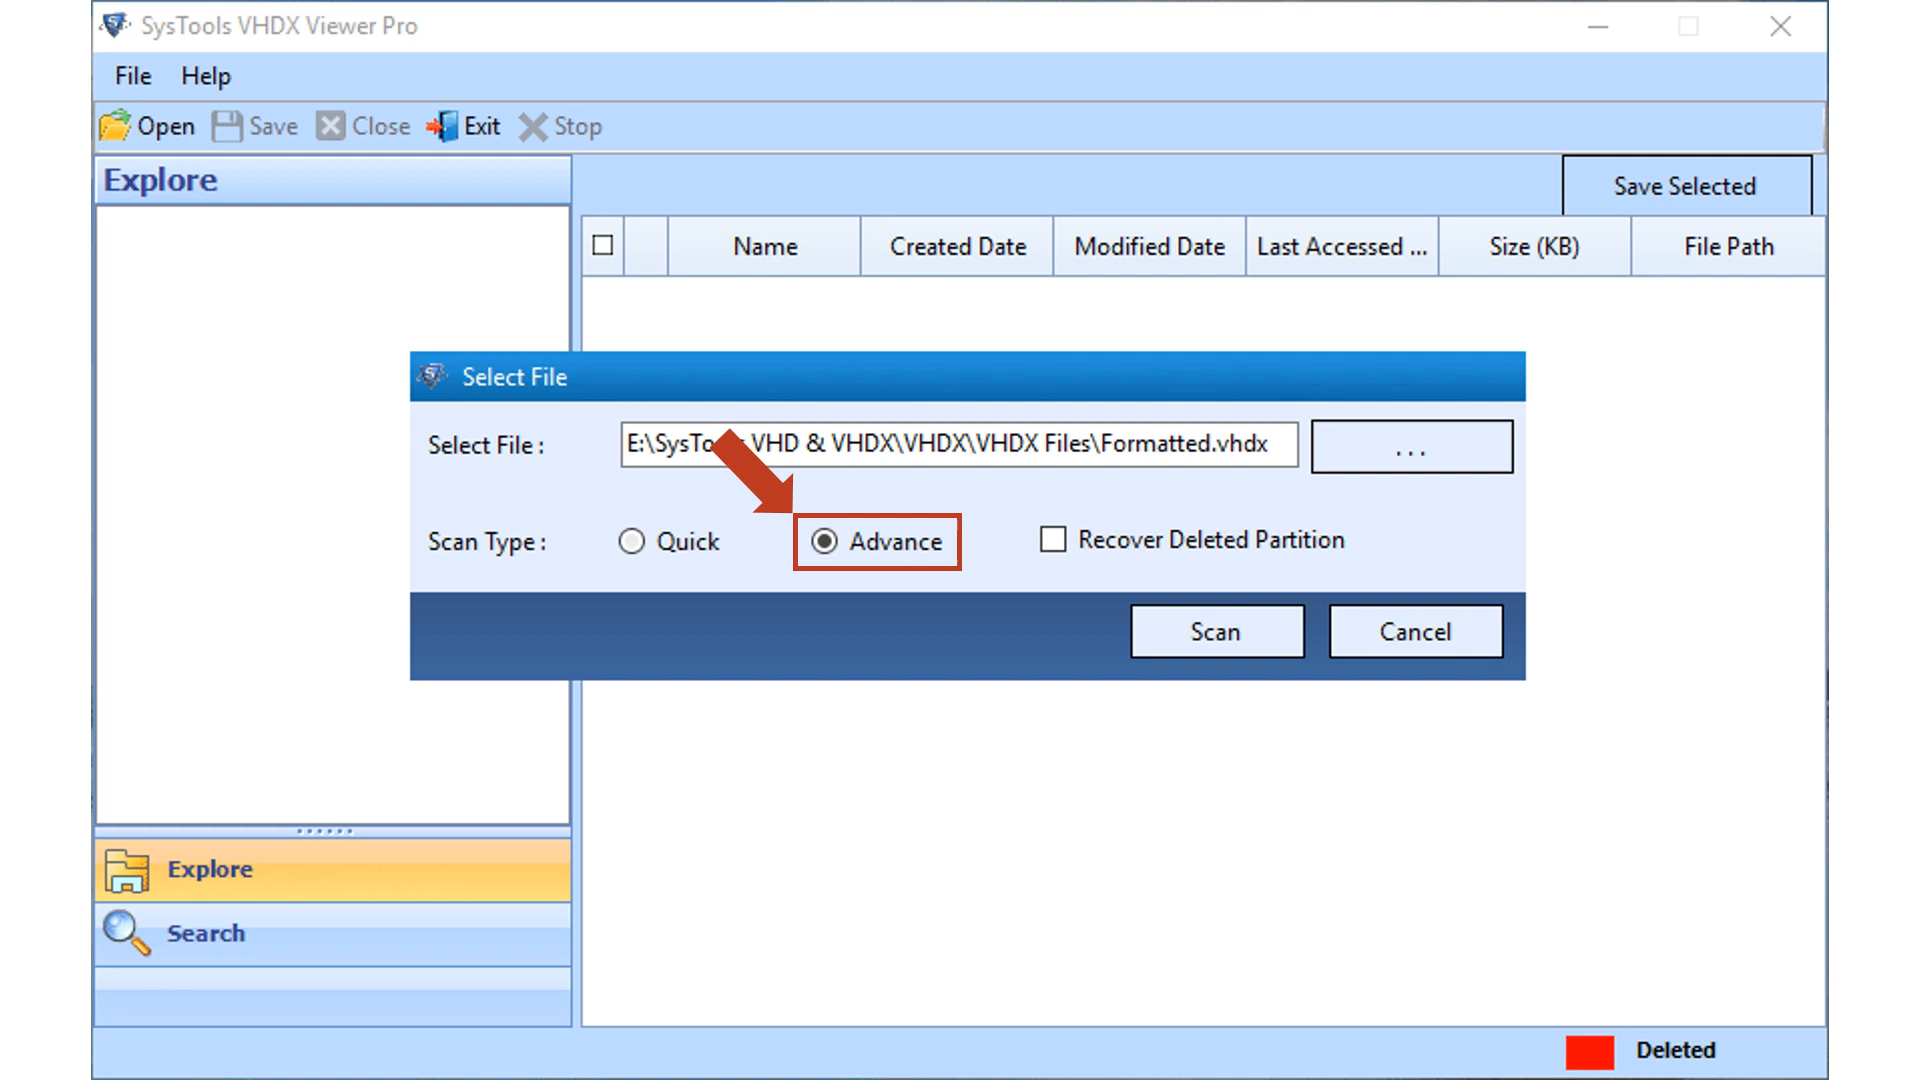 SysTools VHDX Viewer Pro
File Help
Open Save Close Exit Stop
Explore
Save Selected
Name Created Date Modified Date Last Accessed ... Size (KB) File Path
Select File
Select File : E:\SysTo VHD & VHDX\VHDX\VHDX Files\Formatted.vhdx ...
Scan Type : Quick Advance Recover Deleted Partition
Scan Cancel
Explore
Search
Deleted